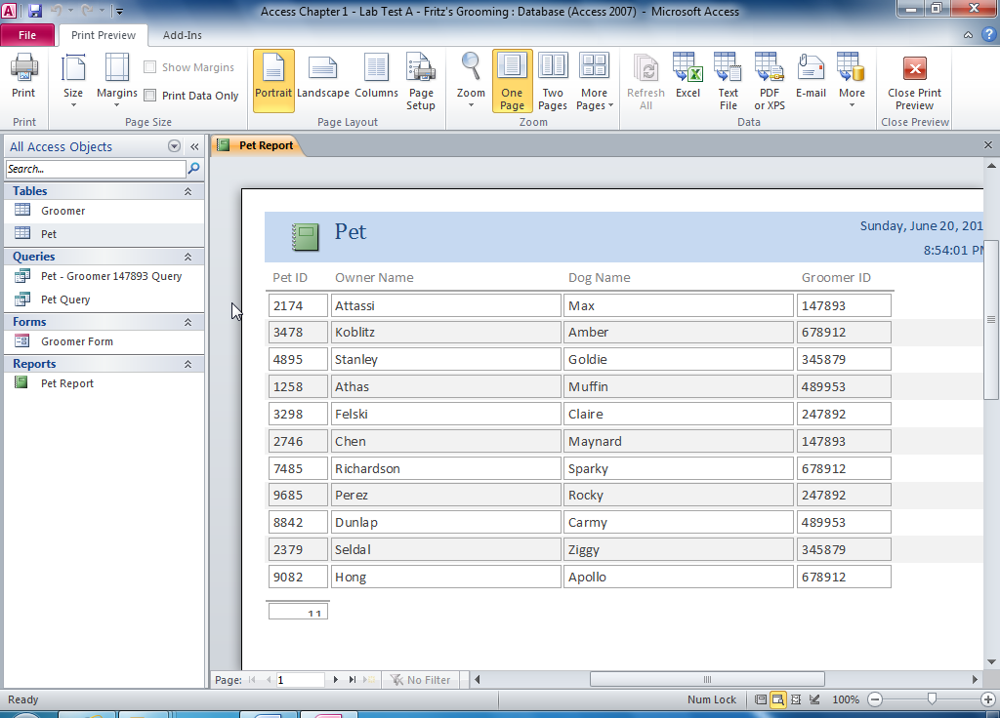 Access Chapter 1 - Lab Test A - Fritz's Grooming : Database (Access 2007) - Microsoft Access
File Print Preview Add-Ins
Print Size Margins Show Margins Print Data Only Portrait Landscape Columns Page Setup Zoom One Page Two Pages More Pages Refresh All Excel Text File PDF or XPS E-mail More Close Print Preview
Print Page Size Page Layout Zoom Data Close Preview
All Access Objects
Search...
Tables
Groomer
Pet
Queries
Pet - Groomer 147893 Query
Pet Query
Forms
Groomer Form
Reports
Pet Report
Pet Report
Pet
Sunday, June 20, 201
8:54:01 PM
Pet ID Owner Name Dog Name Groomer ID
2174 Attassi Max 147893
3478 Koblitz Amber 678912
4895 Stanley Goldie 345879
1258 Athas Muffin 489953
3298 Felski Claire 247892
2746 Chen Maynard 147893
7485 Richardson Sparky 678912
9685 Perez Rocky 247892
8842 Dunlap Carmy 489953
2379 Seldal Ziggy 345879
9082 Hong Apollo 678912
11
Page: 1 No Filter
Ready Num Lock 100%